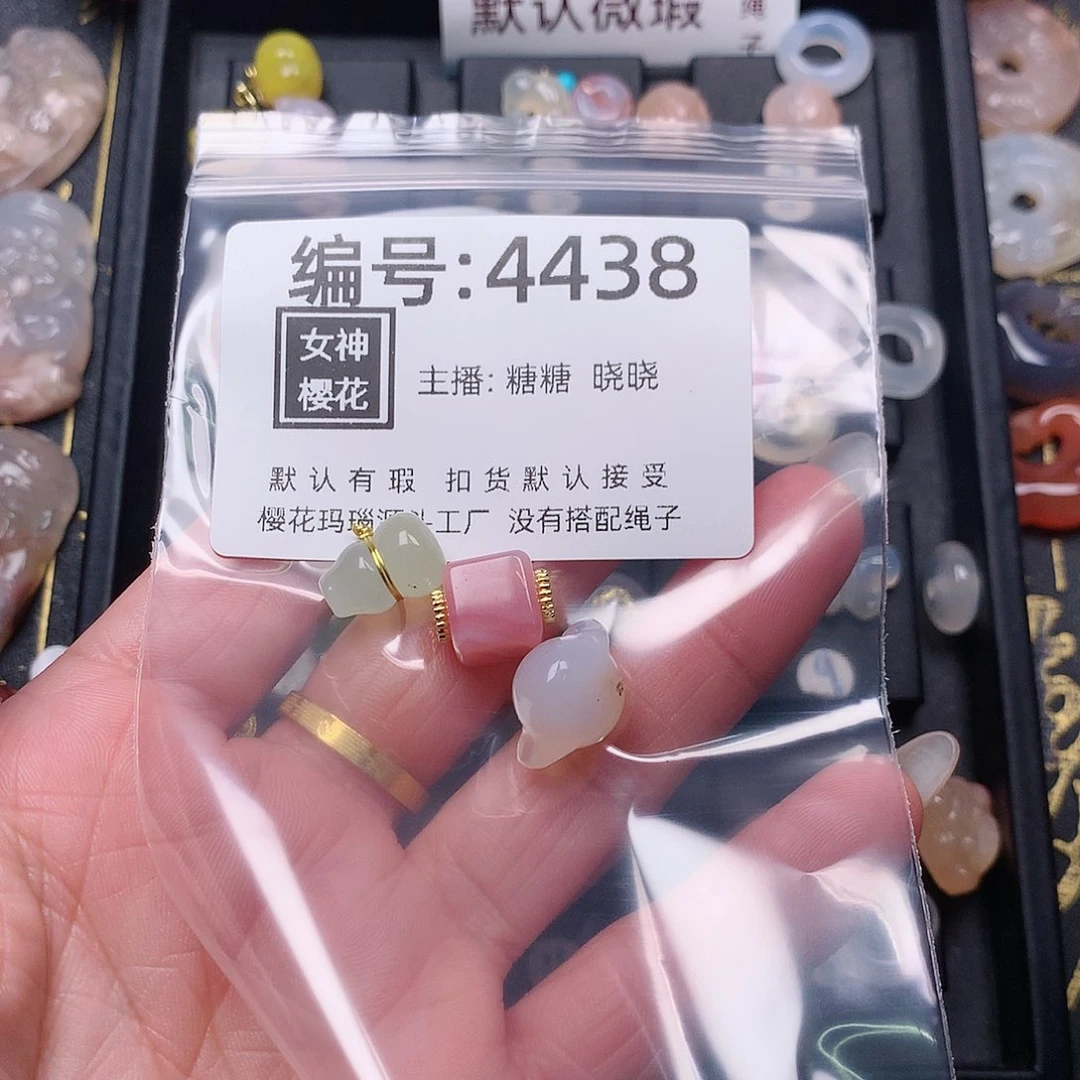 默认微瑕
绳
子
编号:4438
女神
樱花
主播: 糖糖 晓晓
默认有瑕 扣货默认接受
樱花玛瑙源头工厂 没有搭配绳子